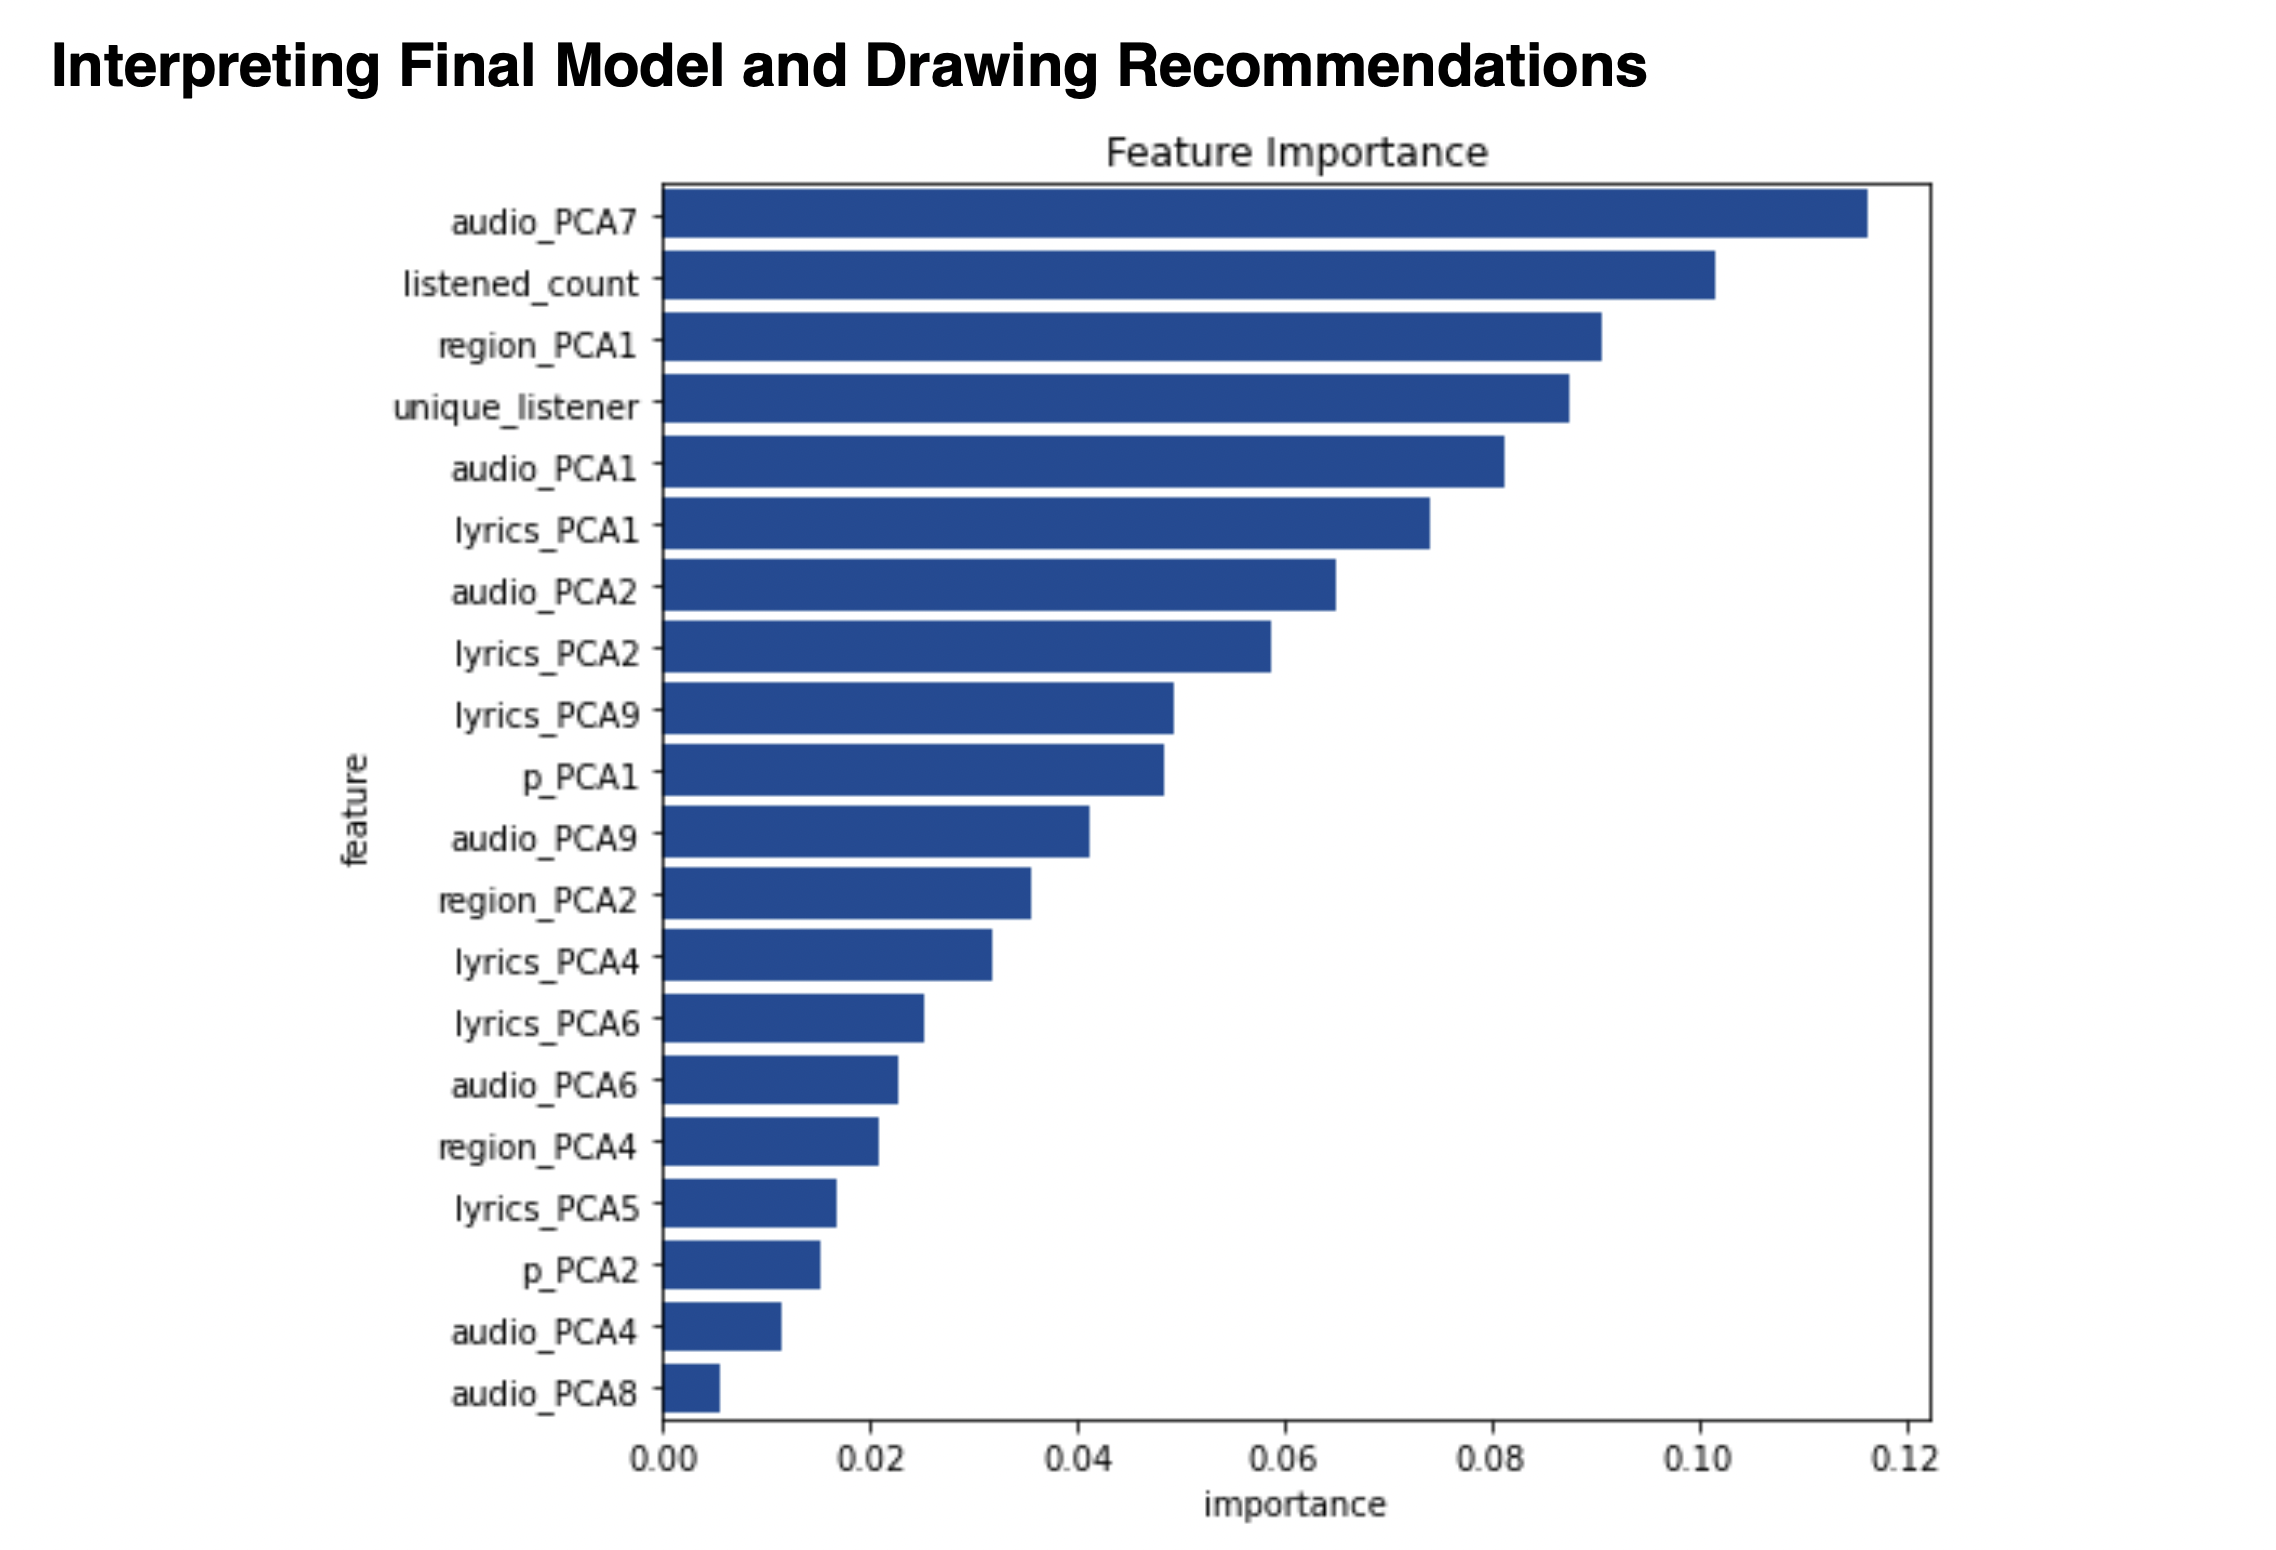 Interpreting Final Model and Drawing Recommendations
Feature Importance
audio_PCA7
listened_count
region_PCA1
unique_listener
audio_PCA1
lyrics_PCA1
audio_PCA2
lyrics_PCA2
lyrics_PCA9
p_PCA1
audio_PCA9
region_PCA2
lyrics_PCA4
lyrics_PCA6
audio_PCA6
region_PCA4
lyrics_PCA5
p_PCA2
audio_PCA4
audio_PCA8
feature
0.00 0.02 0.04 0.06 0.08 0.10 0.12
importance